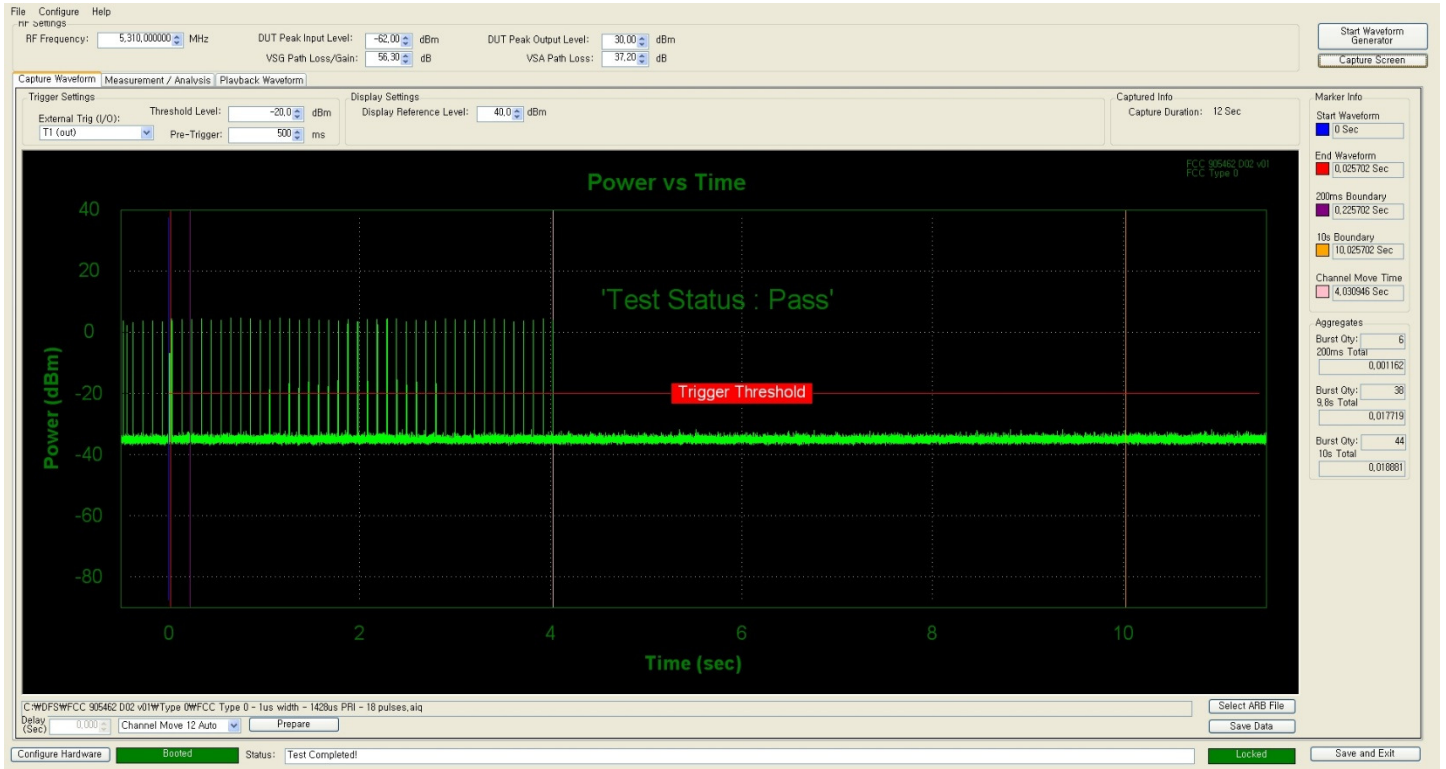 File Configure Help
RF Settings
RF Frequency: 5,310,000000 MHz DUT Peak Input Level: -62,00 dBm DUT Peak Output Level: 30,00 dBm
VSG Path Loss/Gain: 56,30 dB VSA Path Loss: 37,20 dB
Start Waveform
Generator
Capture Screen
Capture Waveform Measurement / Analysis Playback Waveform
Trigger Settings
External Trig (I/O):
T1 (out)
Threshold Level: -20,0 dBm
Pre-Trigger: 500 ms
Display Settings
Display Reference Level: 40,0 dBm
Captured Info
Capture Duration: 12 Sec
FCC 905462 D02 v01
FCC Type 0
Power vs Time
'Test Status : Pass'
Trigger Threshold
Power (dBm)
40
20
0
-20
-40
-60
-80
0 2 4 6 8 10
Time (sec)
Marker Info
Start Waveform
0 Sec
End Waveform
0,025702 Sec
200ms Boundary
0,225702 Sec
10s Boundary
10,025702 Sec
Channel Move Time
4,030946 Sec
Aggregates
Burst Qty: 6
200ms Total
0,001162
Burst Qty: 38
9.8s Total
0,017719
Burst Qty: 44
10s Total
0,018881
C:₩DFS₩FCC 905462 D02 v01₩Type 0₩FCC Type 0 - 1us width - 1428us PRI - 18 pulses.aiq
Select ARB File
Delay
(Sec) 0,000 Channel Move 12 Auto Prepare
Save Data
Configure Hardware Booted Status: Test Completed! Locked Save and Exit